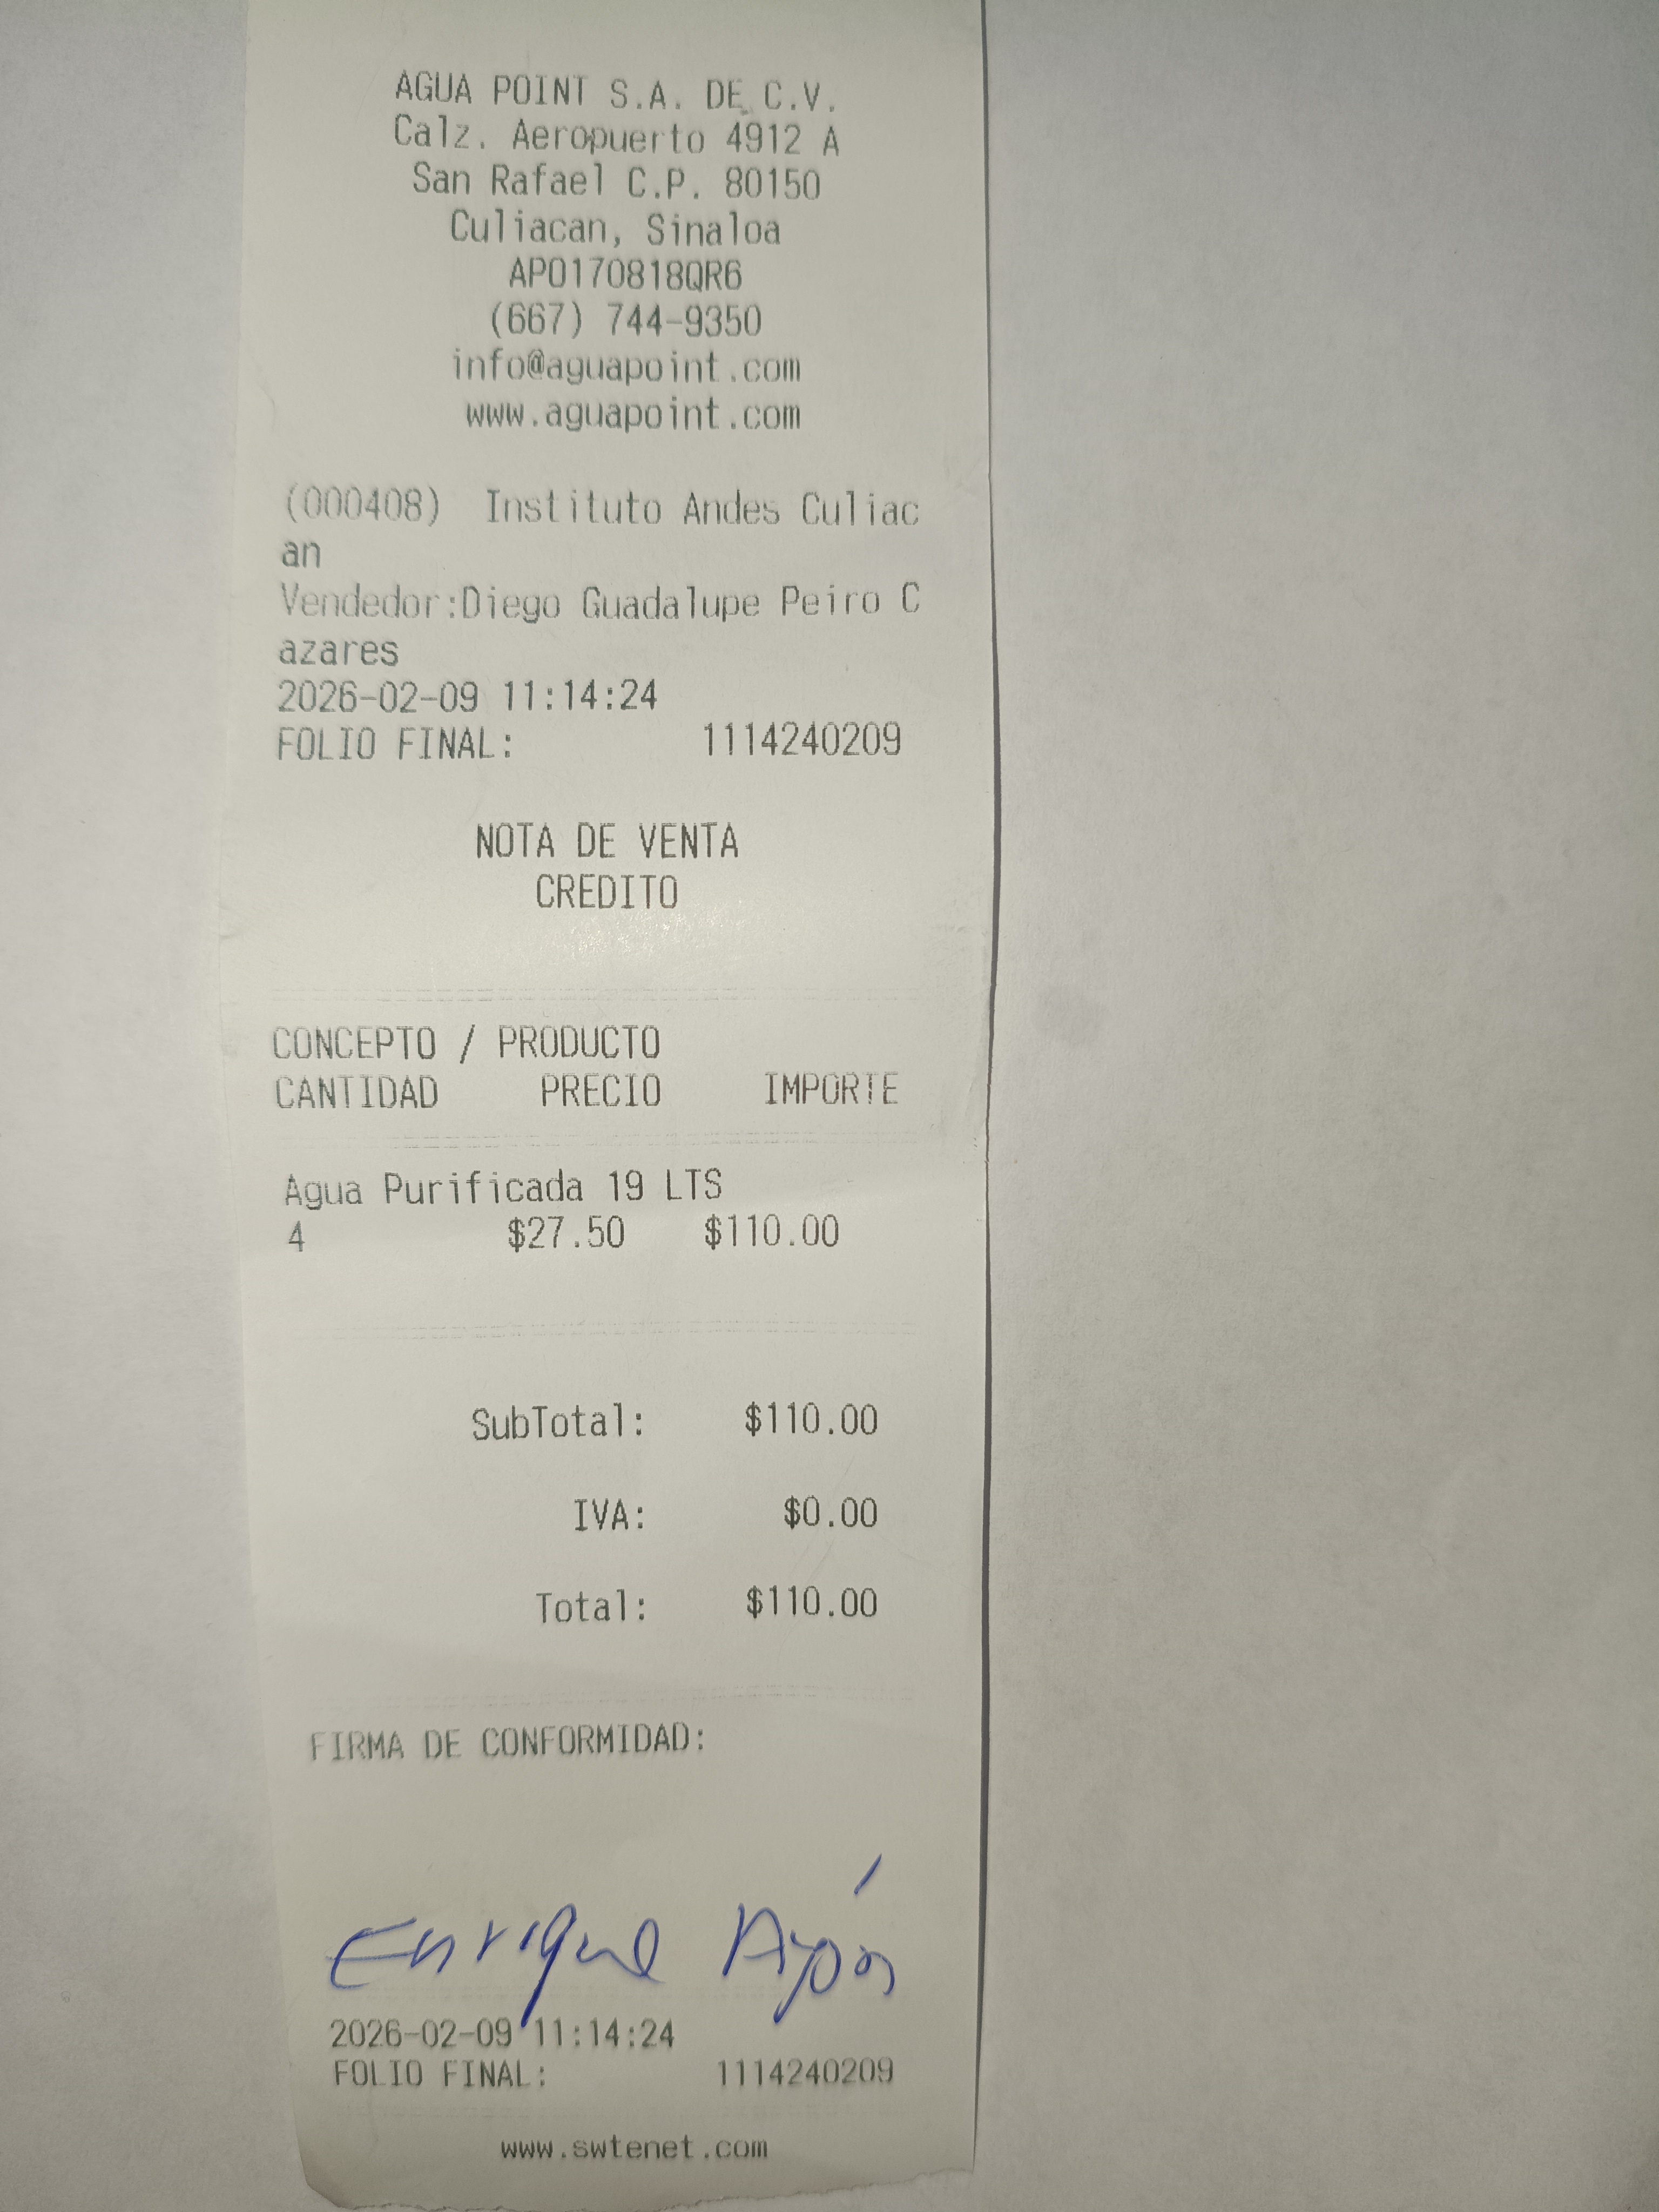 AGUA POINT S.A. DE C.V.
Calz. Aeropuerto 4912 A
San Rafael C.P. 80150
Culiacan, Sinaloa
APO170818QR6
(667) 744-9350
info@aguapoint.com
www.aguapoint.com
(000408) Instituto Andes Culiac
an
Vendedor:Diego Guadalupe Peiro C
azares
2026-02-09 11:14:24
FOLIO FINAL: 1114240209
NOTA DE VENTA
CREDITO
CONCEPTO / PRODUCTO
CANTIDAD PRECIO IMPORTE
Agua Purificada 19 LTS
4 $27.50 $110.00
SubTotal: $110.00
IVA: $0.00
Total: $110.00
FIRMA DE CONFORMIDAD:
Enrique
2026-02-09 11:14:24
FOLIO FINAL: 1114240209
www.swtenet.com